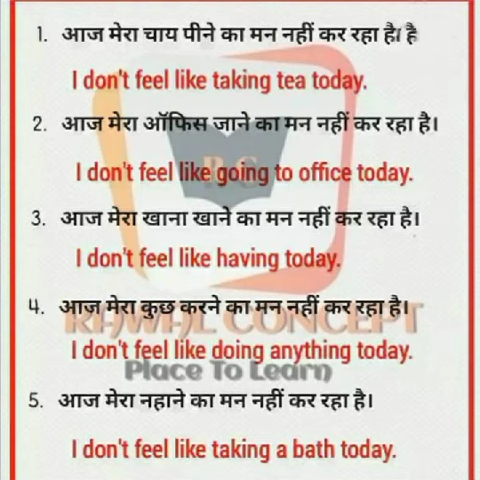 1. आज मेरा चाय पीने का मन नहीं कर रहा है। है
I don't feel like taking tea today.
2. आज मेरा ऑफिस जाने का मन नहीं कर रहा है।
I don't feel like going to office today.
3. आज मेरा खाना खाने का मन नहीं कर रहा है।
I don't feel like having today.
4. आज मेरा कुछ करने का मन नहीं कर रहा है।
CONCEPT
I don't feel like doing anything today.
Place To Learn
5. आज मेरा नहाने का मन नहीं कर रहा है।
I don't feel like taking a bath today.